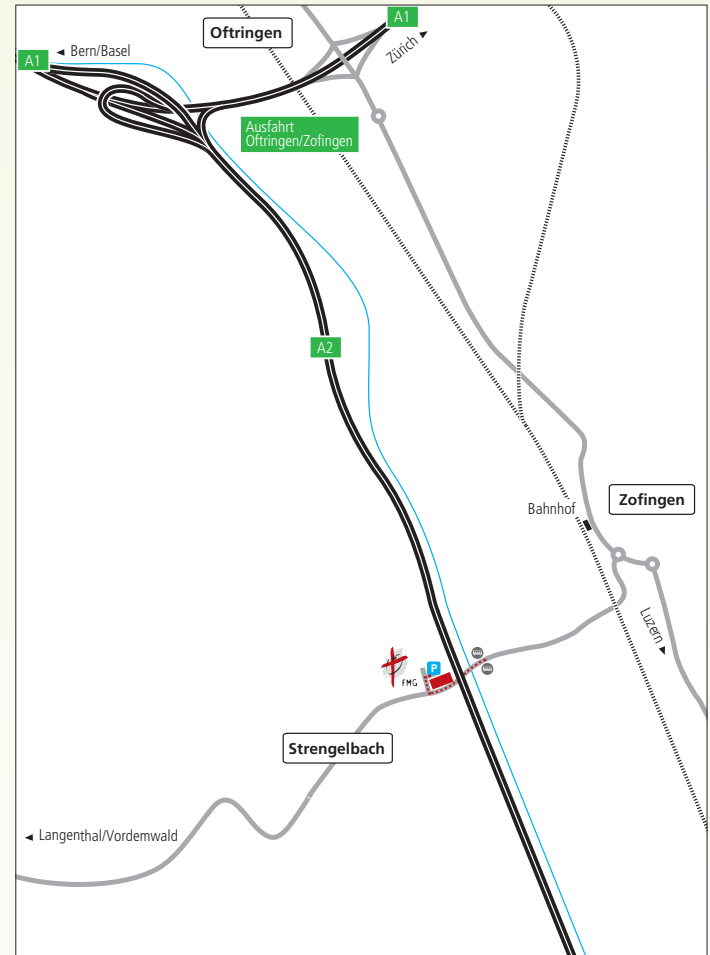 A1
Oftringen
Zürich
A1
Bern/Basel
Ausfahrt
Oftringen/Zofingen
A2
Zofingen
Bahnhof
Luzern
P
FMG
Strengelbach
Langenthal/Vordemwald